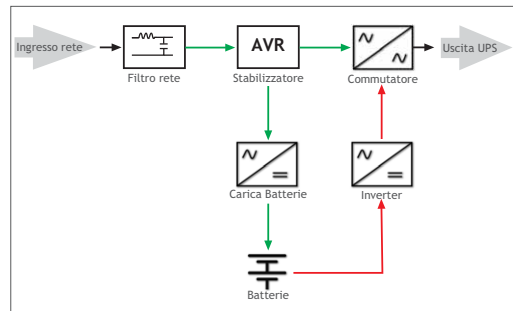 Ingresso rete
Filtro rete
AVR
Stabilizzatore
Commutatore
Uscita UPS
Carica Batterie
Inverter
Batterie